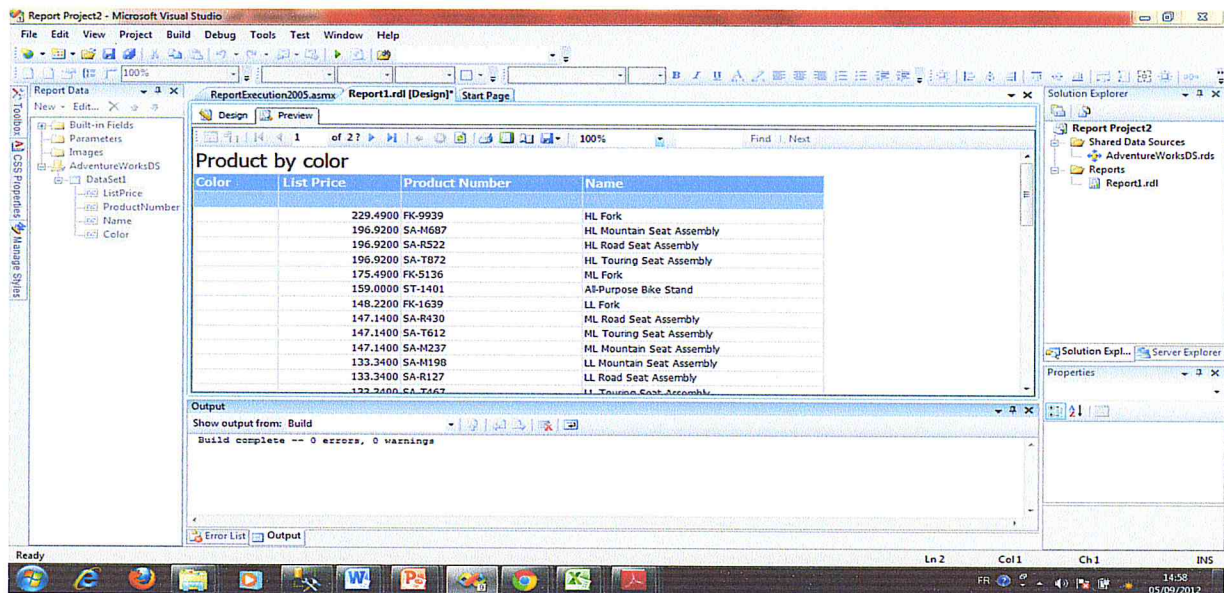 Report Project2 - Microsoft Visual Studio
File Edit View Project Build Debug Tools Test Window Help
100%
Toolbox
CSS Properties
Manage Styles
Report Data
New - Edit...
Built-in Fields
Parameters
Images
AdventureWorksDS
DataSet1
ListPrice
ProductNumber
Name
Color
ReportExecution2005.asmx Report1.rdl [Design]* Start Page
Design Preview
1 of 2? 100% Find | Next
Product by color
Color List Price Product Number Name
229.4900 FK-9939 HL Fork
196.9200 SA-M687 HL Mountain Seat Assembly
196.9200 SA-R522 HL Road Seat Assembly
196.9200 SA-T872 HL Touring Seat Assembly
175.4900 FK-5136 ML Fork
159.0000 ST-1401 All-Purpose Bike Stand
148.2200 FK-1639 LL Fork
147.1400 SA-R430 ML Road Seat Assembly
147.1400 SA-T612 ML Touring Seat Assembly
147.1400 SA-M237 ML Mountain Seat Assembly
133.3400 SA-M198 LL Mountain Seat Assembly
133.3400 SA-R127 LL Road Seat Assembly
133.3400 SA-T467 LL Touring Seat Assembly
Output
Show output from: Build
Build complete -- 0 errors, 0 warnings
Error List Output
Solution Explorer
Report Project2
Shared Data Sources
AdventureWorksDS.rds
Reports
Report1.rdl
Solution Expl... Server Explorer
Properties
Ready Ln 2 Col 1 Ch 1 INS
FR 14:58
05/09/2012